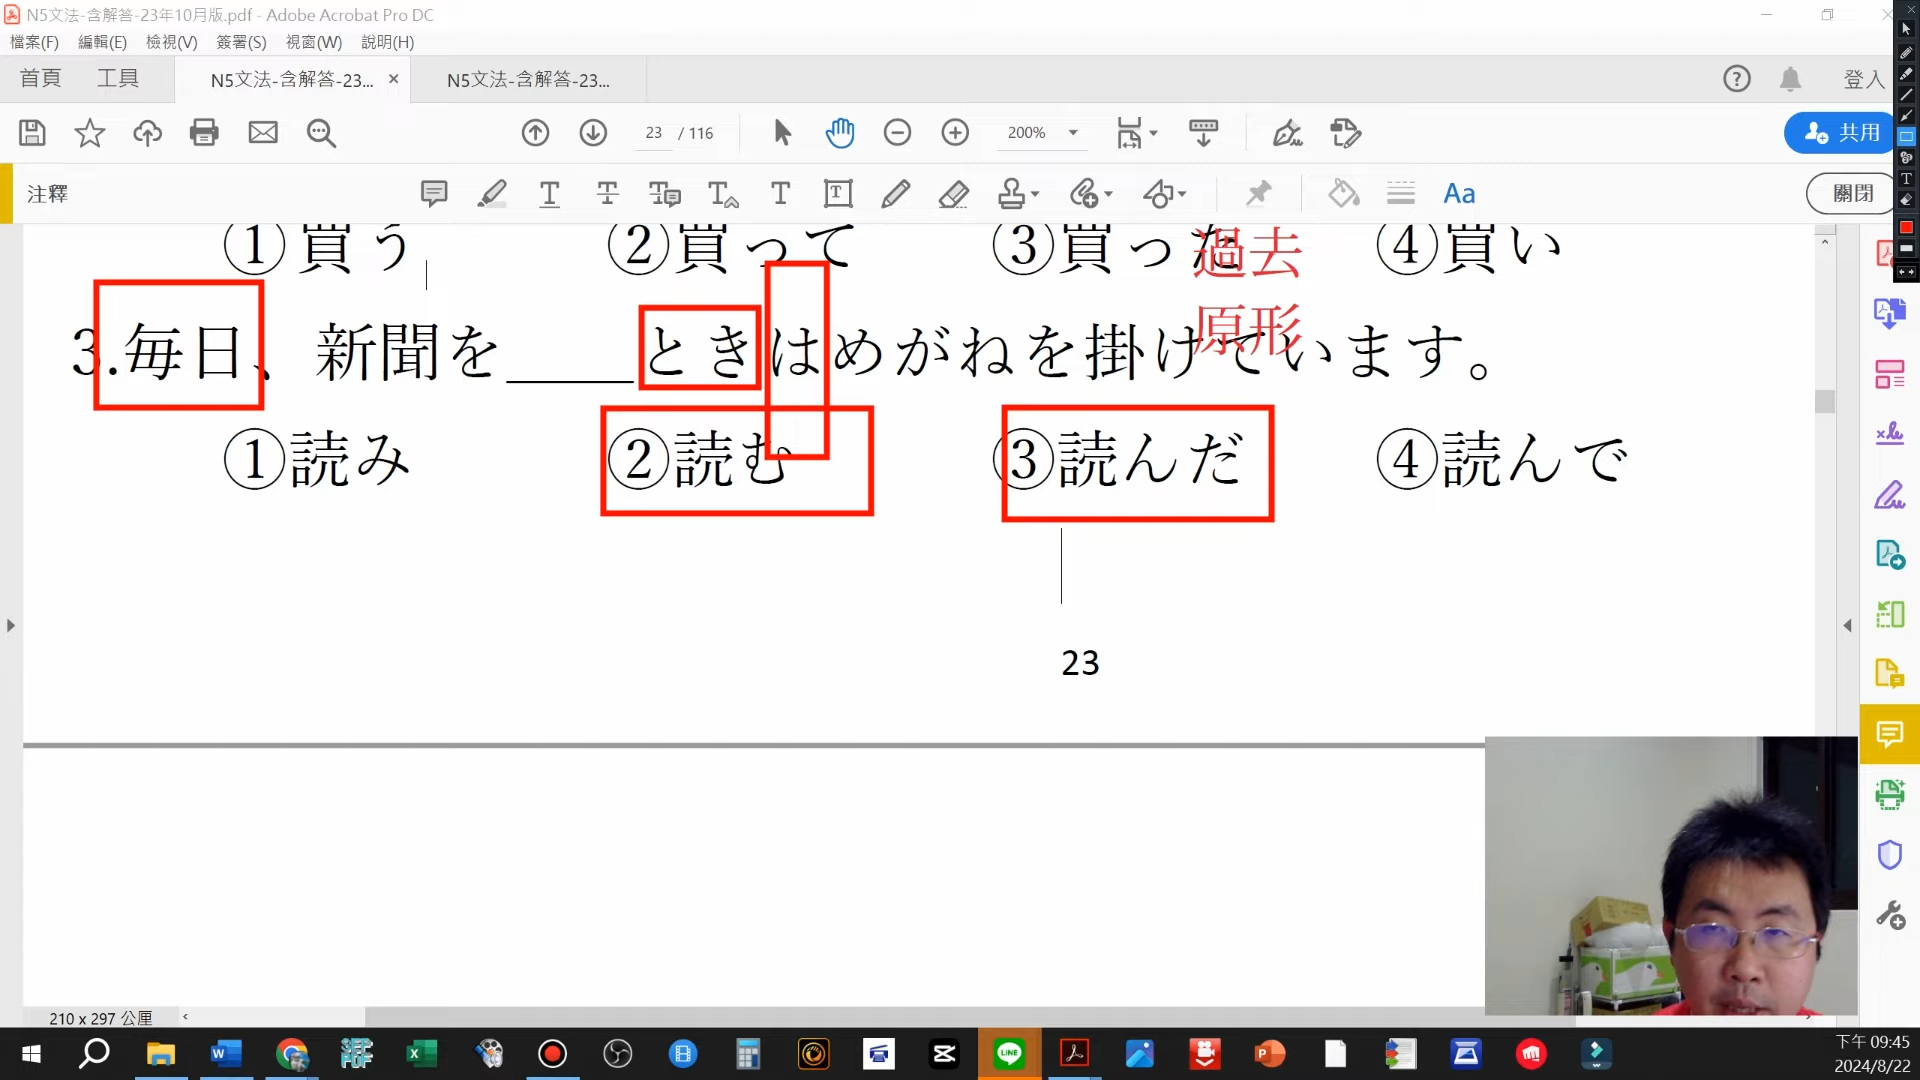 N5文法-含解答-23年10月版.pdf - Adobe Acrobat Pro DC
檔案(F) 編輯(E) 檢視(V) 簽署(S) 視窗(W) 說明(H)
首頁 工具 N5文法-含解答-23... × N5文法-含解答-23... 登入
23 / 116 200% 共用
注釋 Aa 關閉
①買う ②買って ③買った ④買い
過去
原形
3.毎日、新聞を_____ときはめがねを掛けています。
①読み ②読む ③読んだ ④読んで
23
210 x 297 公厘
下午 09:45
2024/8/22